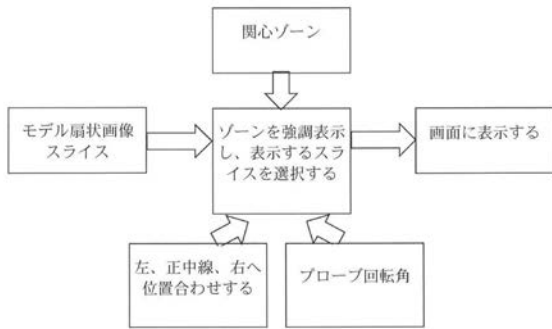 関心ゾーン
モデル扇状画像
スライス
ゾーンを強調表示
し、表示するスラ
イスを選択する
画面に表示する
左、正中線、右へ
位置合わせする
プローブ回転角